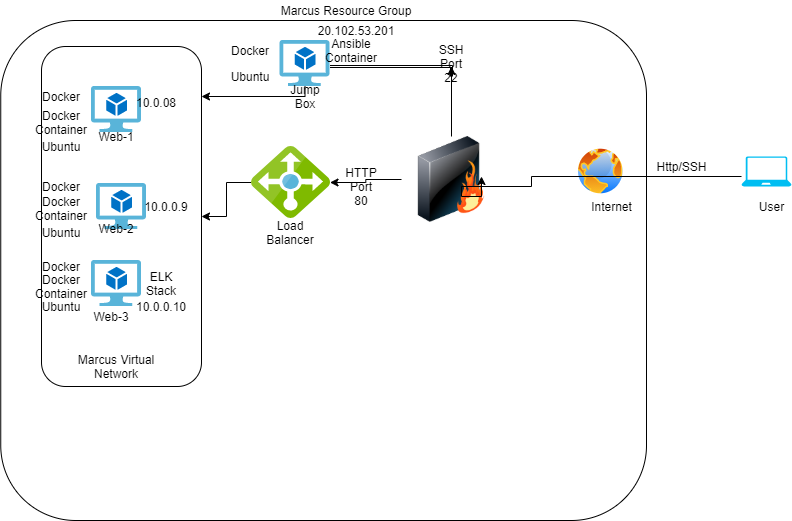 Marcus Resource Group
20.102.53.201
Ansible
Container
Docker
Ubuntu
Jump
Box
SSH
Port
22
Docker
10.0.08
Docker
Container
Ubuntu
Web-1
HTTP
Port
80
Http/SSH
Internet
User
Docker
Docker
Container
Ubuntu
10.0.0.9
Web-2
Load
Balancer
Docker
Docker
Container
Ubuntu
ELK
Stack
10.0.0.10
Web-3
Marcus Virtual
Network